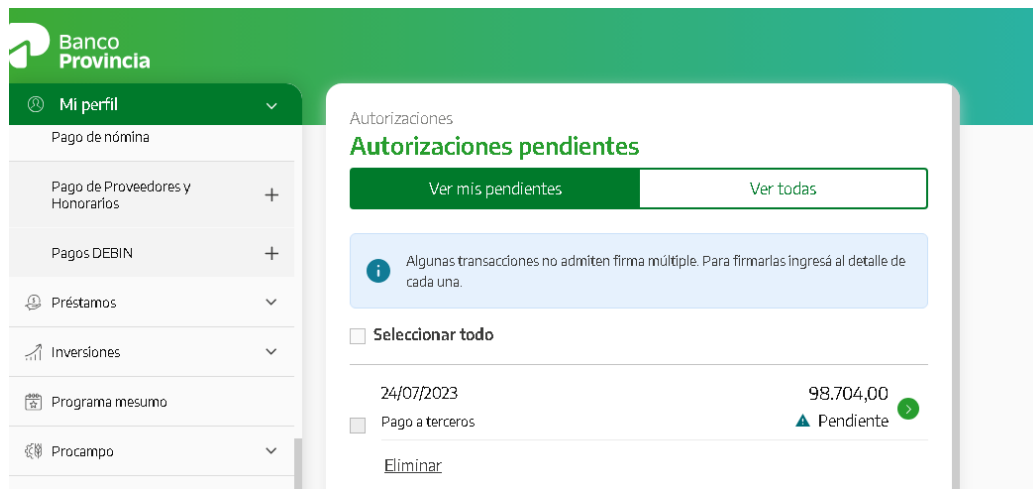 Banco
Provincia
Mi perfil
Pago de nómina
Pago de Proveedores y
Honorarios
Pagos DEBIN
Préstamos
Inversiones
Programa mesumo
Procampo
Autorizaciones
Autorizaciones pendientes
Ver mis pendientes
Ver todas
Algunas transacciones no admiten firma múltiple. Para firmarlas ingresá al detalle de
cada una.
Seleccionar todo
24/07/2023
98.704,00
Pago a terceros
Pendiente
Eliminar